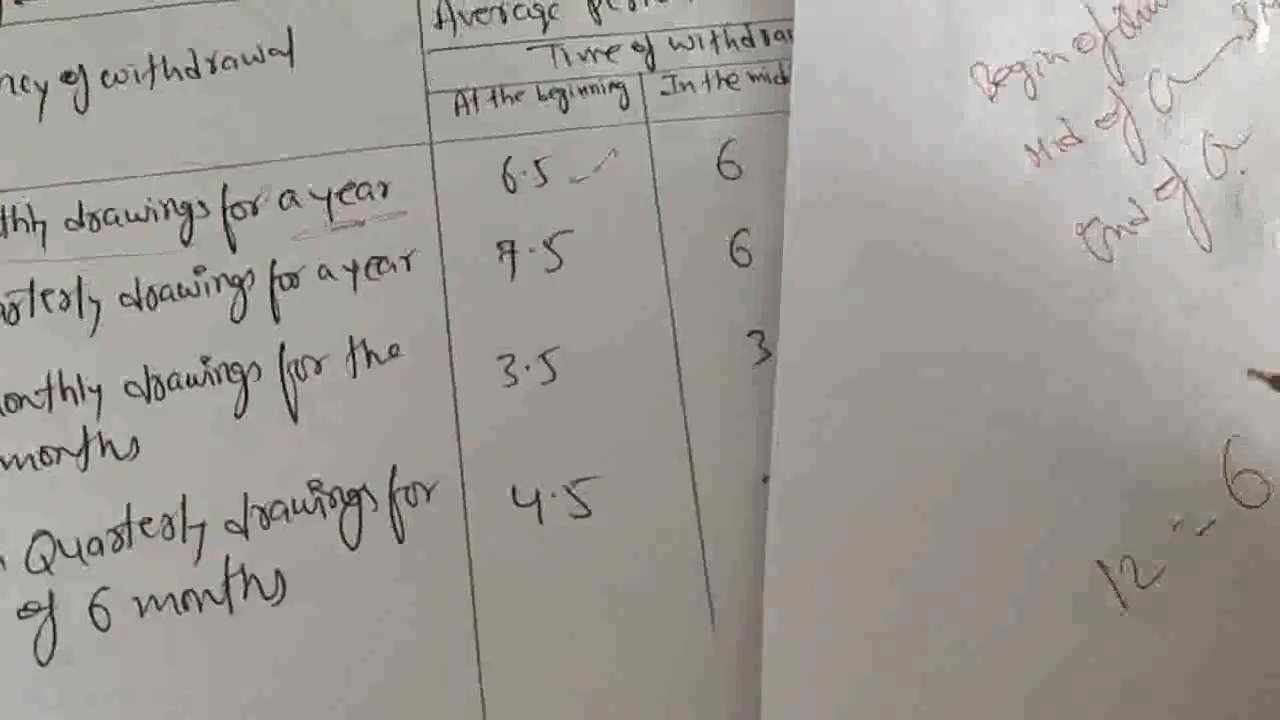 Average
Time of withdra
ncy of withdrawal
At the beginning In the midd
thly drawings for a year 6.5 6
rterly drawings for a year 7.5 6
onthly drawings for the 3.5 3
months
Quarterly drawings for 4.5
of 6 months
Begin of
Mid of Q
End of Q
12 6